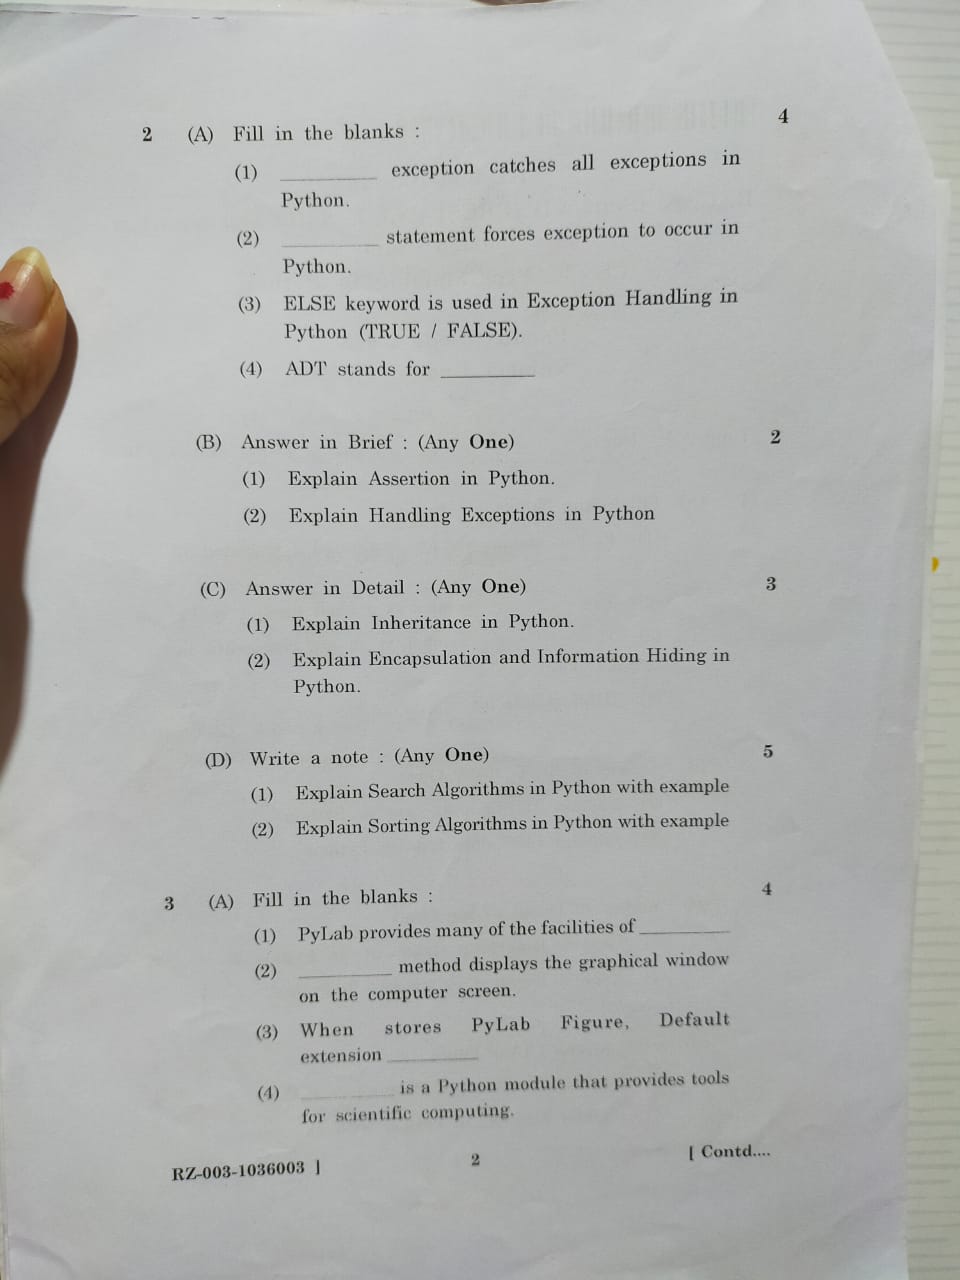 2 (A) Fill in the blanks : 4
(1) __________ exception catches all exceptions in
Python.
(2) __________ statement forces exception to occur in
Python.
(3) ELSE keyword is used in Exception Handling in
Python (TRUE / FALSE).
(4) ADT stands for __________
(B) Answer in Brief : (Any One) 2
(1) Explain Assertion in Python.
(2) Explain Handling Exceptions in Python
(C) Answer in Detail : (Any One) 3
(1) Explain Inheritance in Python.
(2) Explain Encapsulation and Information Hiding in
Python.
(D) Write a note : (Any One) 5
(1) Explain Search Algorithms in Python with example
(2) Explain Sorting Algorithms in Python with example
3 (A) Fill in the blanks : 4
(1) PyLab provides many of the facilities of __________
(2) __________ method displays the graphical window
on the computer screen.
(3) When stores PyLab Figure, Default
extension __________
(4) __________ is a Python module that provides tools
for scientific computing.
RZ-003-1036003 ] 2 [ Contd....